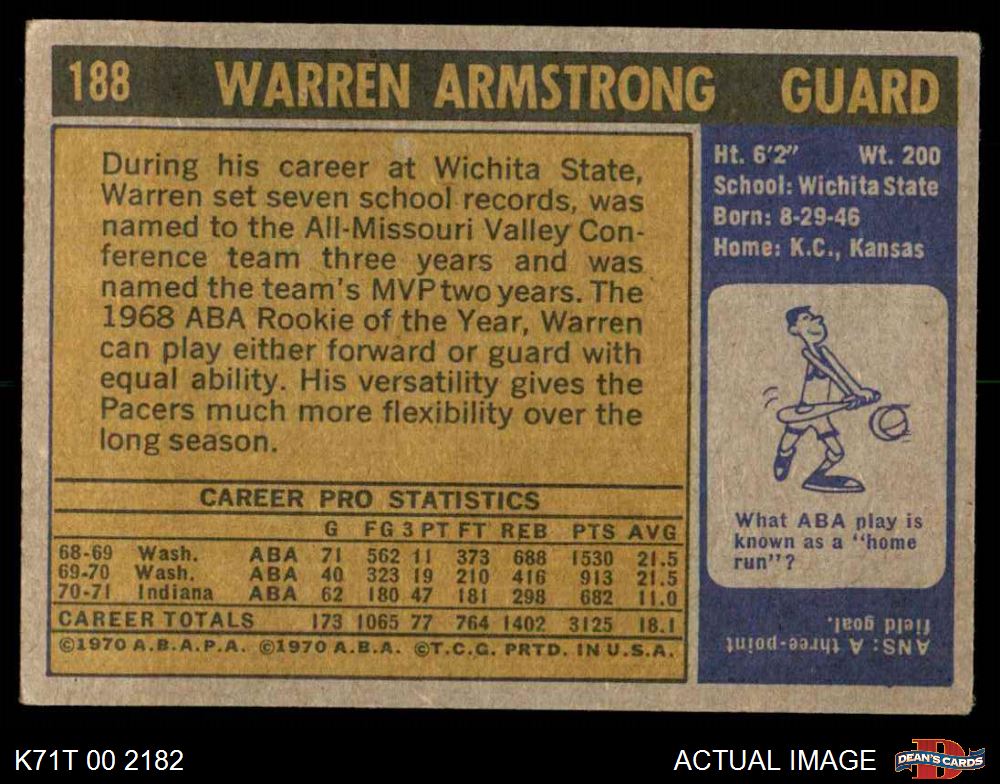 188 WARREN ARMSTRONG GUARD
During his career at Wichita State,
Warren set seven school records, was
named to the All-Missouri Valley Con-
ference team three years and was
named the team's MVP two years. The
1968 ABA Rookie of the Year, Warren
can play either forward or guard with
equal ability. His versatility gives the
Pacers much more flexibility over the
long season.
CAREER PRO STATISTICS
G FG 3 PT FT REB PTS AVG
68-69 Wash. ABA 71 562 11 373 688 1530 21.5
69-70 Wash. ABA 40 323 19 210 416 913 21.5
70-71 Indiana ABA 62 180 47 181 298 682 11.0
CAREER TOTALS 173 1065 77 764 1402 3125 18.1
©1970 A.B.A.P.A. ©1970 A.B.A. ©T.C.G. PRTD. IN U.S.A.
Ht. 6'2" Wt. 200
School: Wichita State
Born: 8-29-46
Home: K.C., Kansas
What ABA play is
known as a "home
run"?
ANS: A three-point
field goal.
K71T 00 2182
ACTUAL IMAGE
D
DEAN'S CARDS